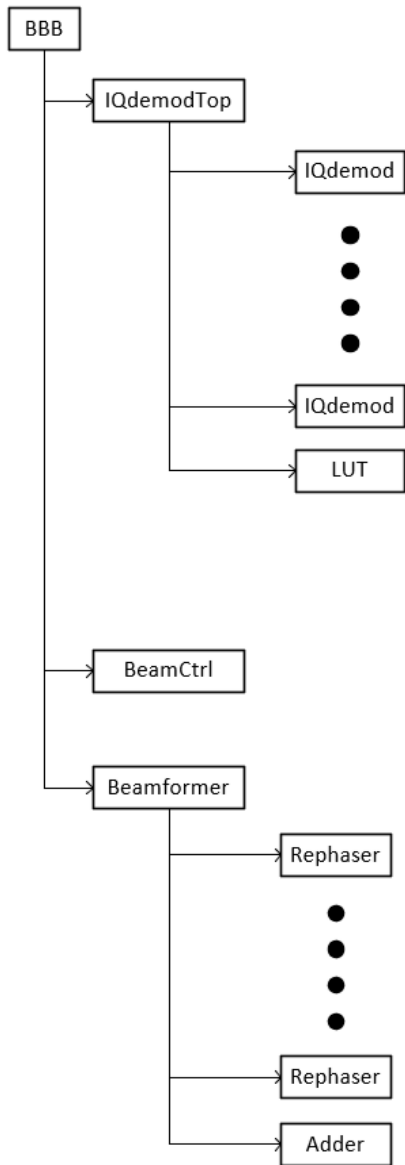 BBB
IQdemodTop
IQdemod
IQdemod
LUT
BeamCtrl
Beamformer
Rephaser
Rephaser
Adder